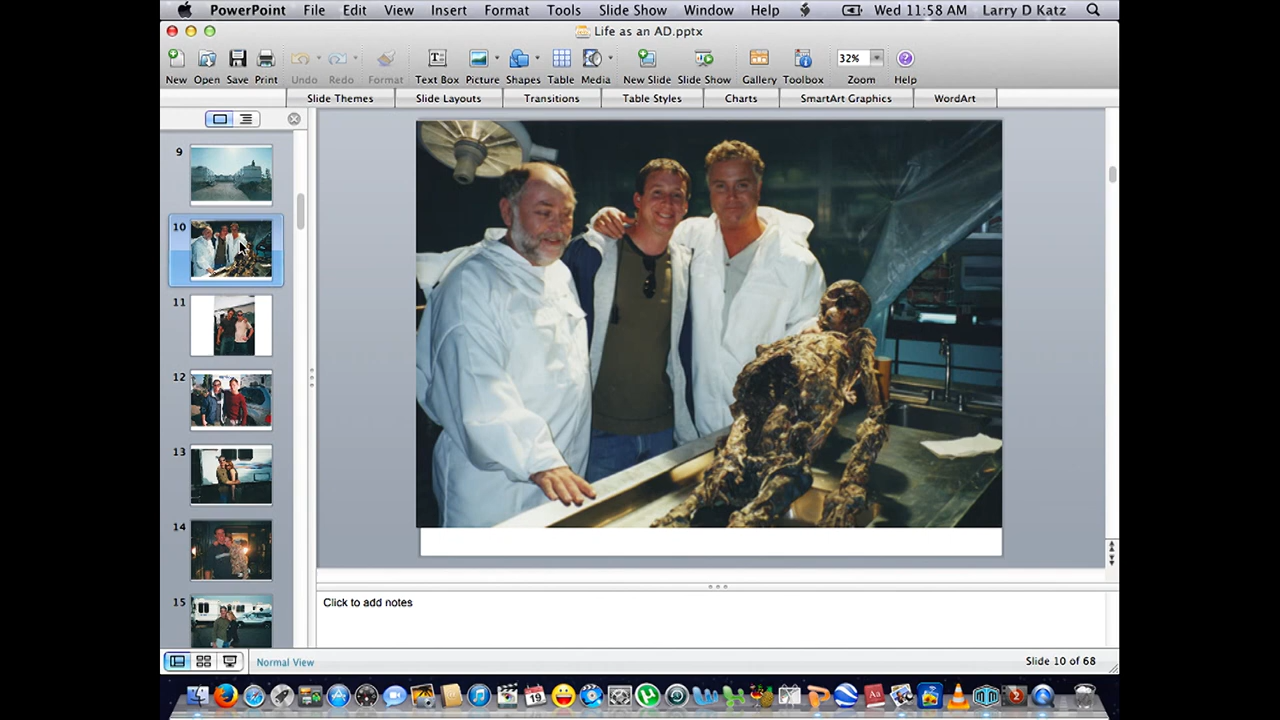 PowerPoint File Edit View Insert Format Tools Slide Show Window Help Wed 11:58 AM Larry D Katz
Life as an AD.pptx
32%
New Open Save Print Undo Redo Format Text Box Picture Shapes Table Media New Slide Slide Show Gallery Toolbox Zoom Help
Slide Themes Slide Layouts Transitions Table Styles Charts SmartArt Graphics WordArt
9
10
11
12
13
14
15
Click to add notes
Normal View Slide 10 of 68